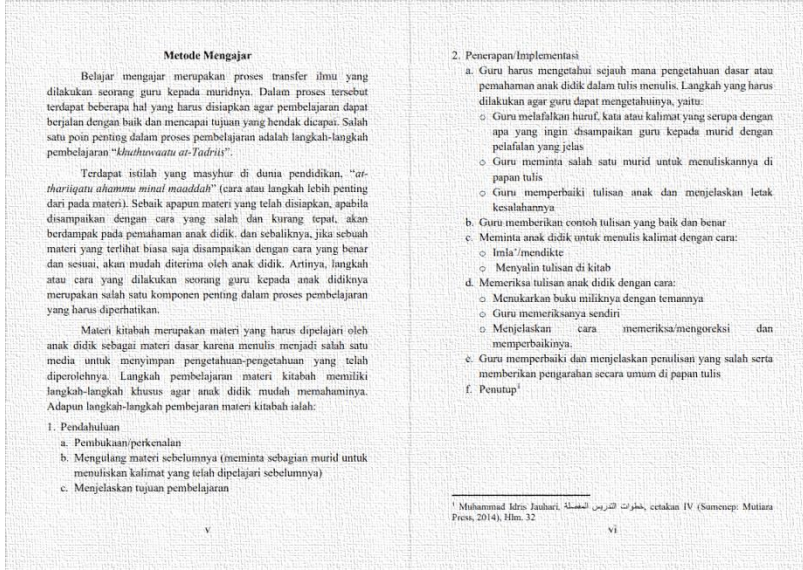 Metode Mengajar
Belajar mengajar merupakan proses transfer ilmu yang
dilakukan seorang guru kepada muridnya. Dalam proses tersebut
terdapat beberapa hal yang harus disiapkan agar pembelajaran dapat
berjalan dengan baik dan mencapai tujuan yang hendak dicapai. Salah
satu poin penting dalam proses pembelajaran adalah langkah-langkah
pembelajaran “khuthuwaatu at-Tadriis”.
Terdapat istilah yang masyhur di dunia pendidikan, “at-
thariiqatu ahammu minal maaddah” (cara atau langkah lebih penting
dari pada materi). Sebaik apapun materi yang telah disiapkan, apabila
disampaikan dengan cara yang salah dan kurang tepat, akan
berdampak pada pemahaman anak didik. dan sebaliknya, jika sebuah
materi yang terlihat biasa saja disampaikan dengan cara yang benar
dan sesuai, akan mudah diterima oleh anak didik. Artinya, langkah
atau cara yang dilakukan seorang guru kepada anak didiknya
merupakan salah satu komponen penting dalam proses pembelajaran
yang harus diperhatikan.
Materi kitabah merupakan materi yang harus dipelajari oleh
anak didik sebagai materi dasar karena menulis menjadi salah satu
media untuk menyimpan pengetahuan-pengetahuan yang telah
diperolehnya. Langkah pembelajaran materi kitabah memiliki
langkah-langkah khusus agar anak didik mudah memahaminya.
Adapun langkah-langkah pembejaran materi kitabah ialah:
1. Pendahuluan
a. Pembukaan/perkenalan
b. Mengulang materi sebelumnya (meminta sebagian murid untuk
menuliskan kalimat yang telah dipelajari sebelumnya)
c. Menjelaskan tujuan pembelajaran
v
2. Penerapan/Implementasi
a. Guru harus mengetahui sejauh mana pengetahuan dasar atau
pemahaman anak didik dalam tulis menulis. Langkah yang harus
dilakukan agar guru dapat mengetahuinya, yaitu:
o Guru melafalkan huruf, kata atau kalimat yang serupa dengan
apa yang ingin disampaikan guru kepada murid dengan
pelafalan yang jelas
o Guru meminta salah satu murid untuk menuliskannya di
papan tulis
o Guru memperbaiki tulisan anak dan menjelaskan letak
kesalahannya
b. Guru memberikan contoh tulisan yang baik dan benar
c. Meminta anak didik untuk menulis kalimat dengan cara:
o Imla’/mendikte
o Menyalin tulisan di kitab
d. Memeriksa tulisan anak didik dengan cara:
o Menukarkan buku miliknya dengan temannya
o Guru memeriksanya sendiri
o Menjelaskan cara memeriksa/mengoreksi dan
memperbaikinya.
e. Guru memperbaiki dan menjelaskan penulisan yang salah serta
memberikan pengarahan secara umum di papan tulis
f. Penutup¹
¹ Muhammad Idris Jauhari, خطوات التدريس المفصلة, cetakan IV (Sumenep: Mutiara
Press, 2014), Hlm. 32
vi